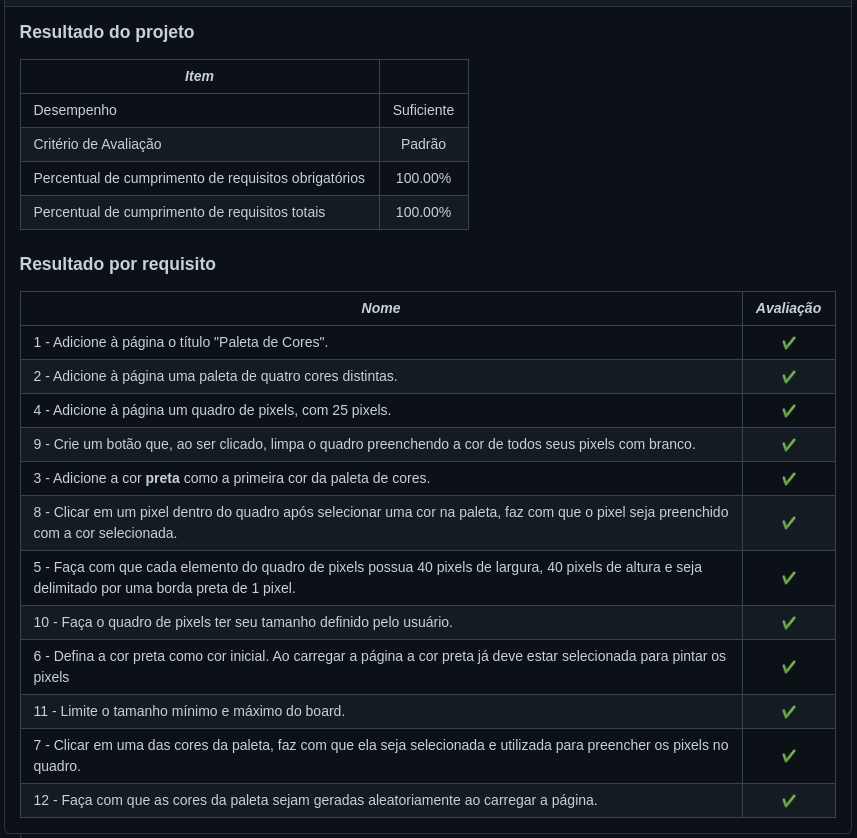 Resultado do projeto
Item
Desempenho Suficiente
Critério de Avaliação Padrão
Percentual de cumprimento de requisitos obrigatórios 100.00%
Percentual de cumprimento de requisitos totais 100.00%
Resultado por requisito
Nome Avaliação
1 - Adicione à página o título "Paleta de Cores". ✔
2 - Adicione à página uma paleta de quatro cores distintas. ✔
4 - Adicione à página um quadro de pixels, com 25 pixels. ✔
9 - Crie um botão que, ao ser clicado, limpa o quadro preenchendo a cor de todos seus pixels com branco. ✔
3 - Adicione a cor preta como a primeira cor da paleta de cores. ✔
8 - Clicar em um pixel dentro do quadro após selecionar uma cor na paleta, faz com que o pixel seja preenchido
com a cor selecionada. ✔
5 - Faça com que cada elemento do quadro de pixels possua 40 pixels de largura, 40 pixels de altura e seja
delimitado por uma borda preta de 1 pixel. ✔
10 - Faça o quadro de pixels ter seu tamanho definido pelo usuário. ✔
6 - Defina a cor preta como cor inicial. Ao carregar a página a cor preta já deve estar selecionada para pintar os
pixels ✔
11 - Limite o tamanho mínimo e máximo do board. ✔
7 - Clicar em uma das cores da paleta, faz com que ela seja selecionada e utilizada para preencher os pixels no
quadro. ✔
12 - Faça com que as cores da paleta sejam geradas aleatoriamente ao carregar a página. ✔